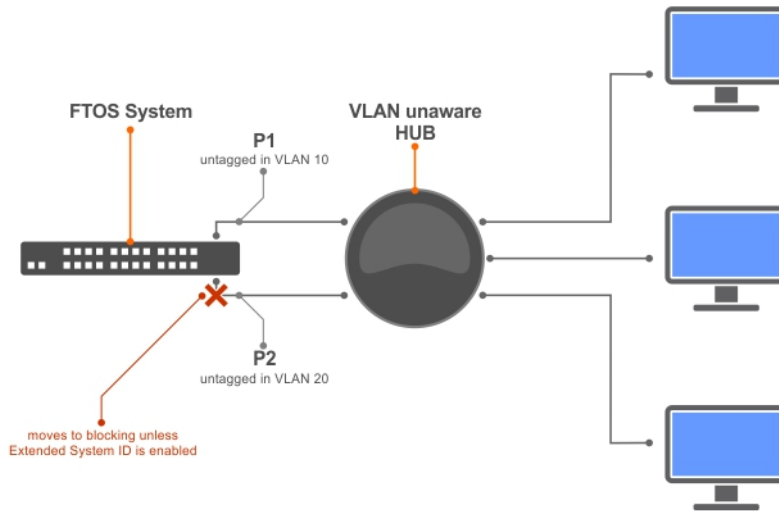 FTOS System
P1
untagged in VLAN 10
VLAN unaware
HUB
P2
untagged in VLAN 20
moves to blocking unless
Extended System ID is enabled